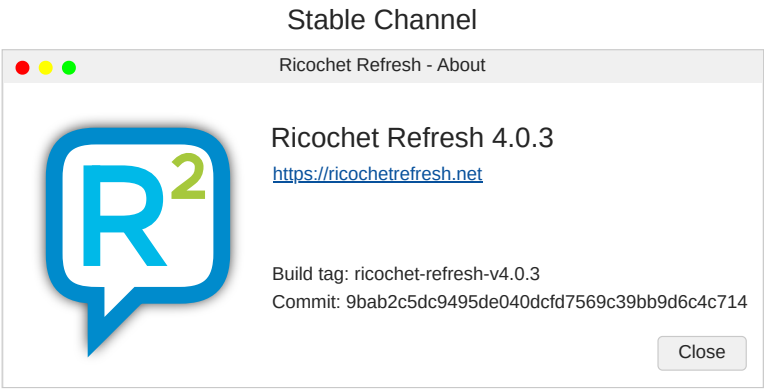 Stable Channel
Ricochet Refresh - About
R2
Ricochet Refresh 4.0.3
https://ricochetrefresh.net
Build tag: ricochet-refresh-v4.0.3
Commit: 9bab2c5dc9495de040dcfd7569c39bb9d6c4c714
Close